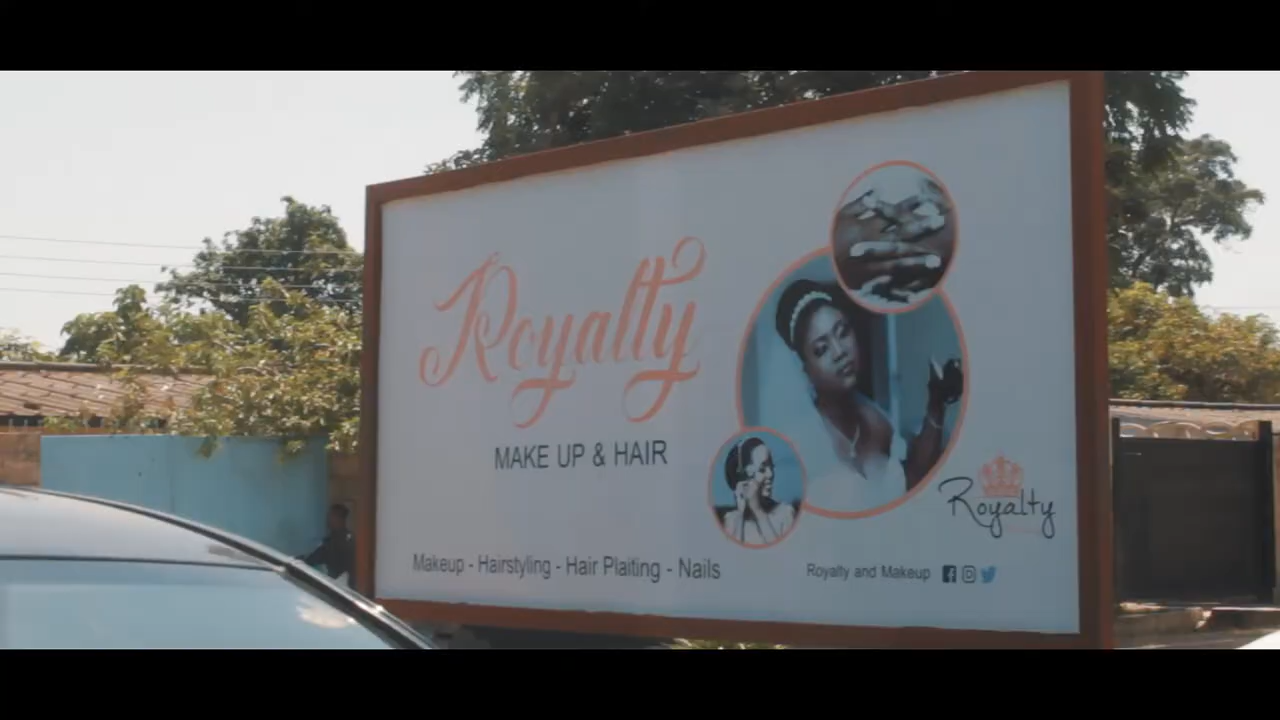 Royalty
MAKE UP & HAIR
Royalty
Makeup - Hairstyling - Hair Plaiting - Nails
Royalty and Makeup